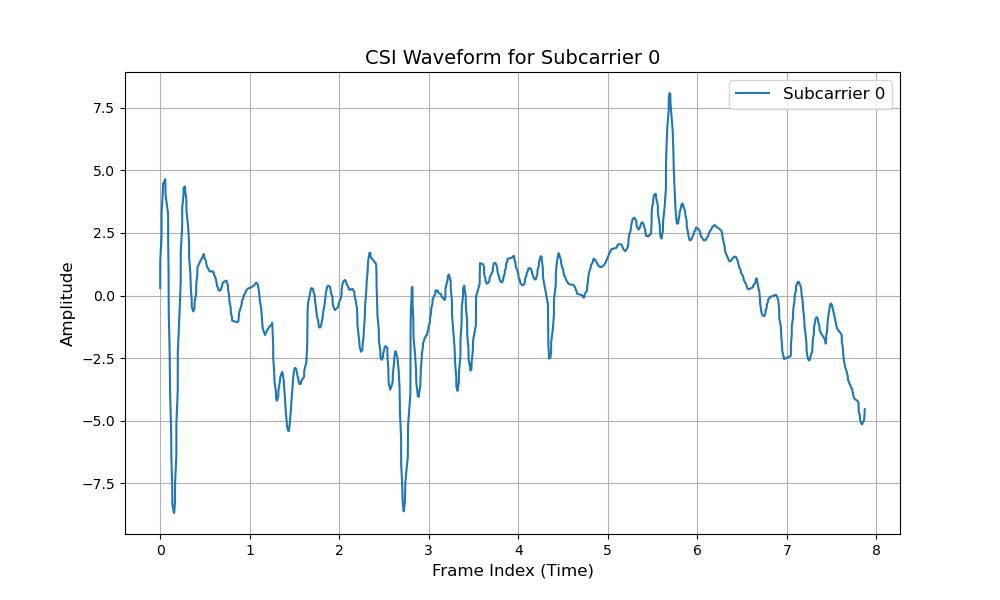 CSI Waveform for Subcarrier 0
Subcarrier 0
Amplitude
7.5
5.0
2.5
0.0
−2.5
−5.0
−7.5
0 1 2 3 4 5 6 7 8
Frame Index (Time)